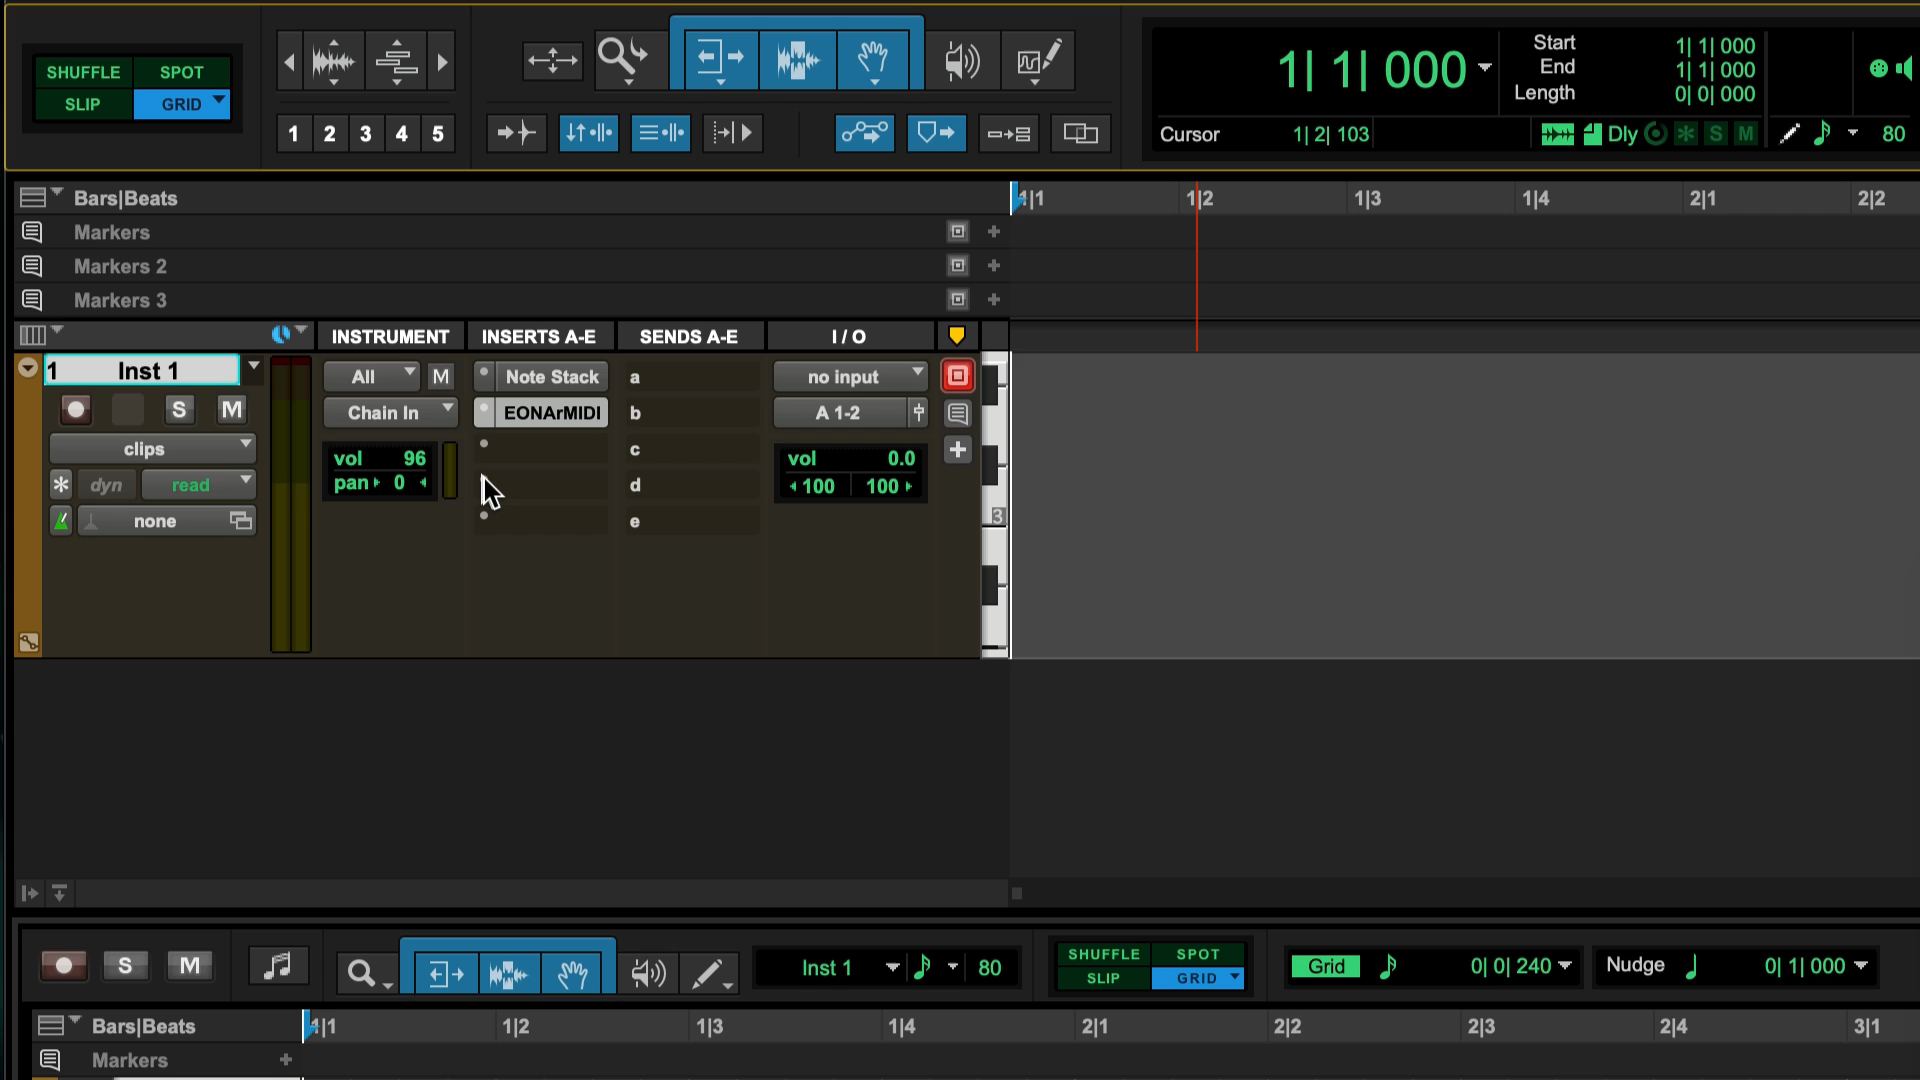 SHUFFLE SPOT
SLIP GRID
1 2 3 4 5
1| 1| 000
Start 1| 1| 000
End 1| 1| 000
Length 0| 0| 000
Cursor 1| 2| 103
Dly S M
80
Bars|Beats
1|1 1|2 1|3 1|4 2|1 2|2
Markers
Markers 2
Markers 3
INSTRUMENT INSERTS A-E SENDS A-E I / O
1 Inst 1
All M Note Stack a no input
S M Chain In EONArMIDI b A 1-2
clips vol 96 c vol 0.0
dyn read pan 0 d 100 100
none e
3
S M
Inst 1 80
SHUFFLE SPOT
SLIP GRID
Grid 0| 0| 240
Nudge 0| 1| 000
Bars|Beats 1|1 1|2 1|3 1|4 2|1 2|2 2|3 2|4 3|1
Markers